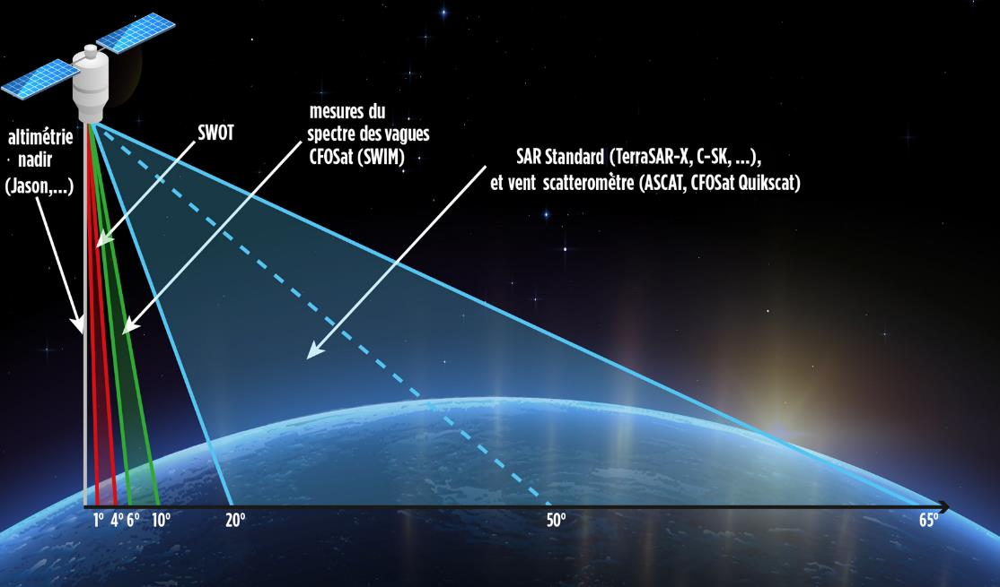 altimétrie
nadir
(Jason,...)
SWOT
mesures du
spectre des vagues
CFOSat (SWIM)
SAR Standard (TerraSAR-X, C-SK, ...),
et vent scatteromètre (ASCAT, CFOSat Quikscat)
1º 4º 6º 10º 20º 50º 65º